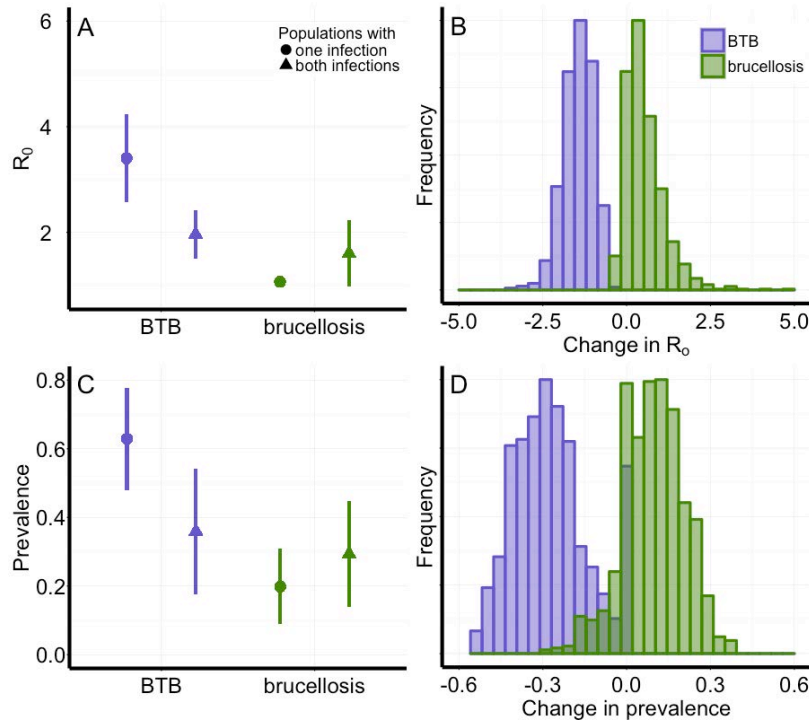 A
Populations with
one infection
both infections
6
4
2
R0
BTB brucellosis
B
BTB
brucellosis
Frequency
-5.0 -2.5 0.0 2.5 5.0
Change in Ro
C
0.8
0.6
0.4
0.2
0.0
Prevalence
BTB brucellosis
D
Frequency
-0.6 -0.3 0.0 0.3 0.6
Change in prevalence